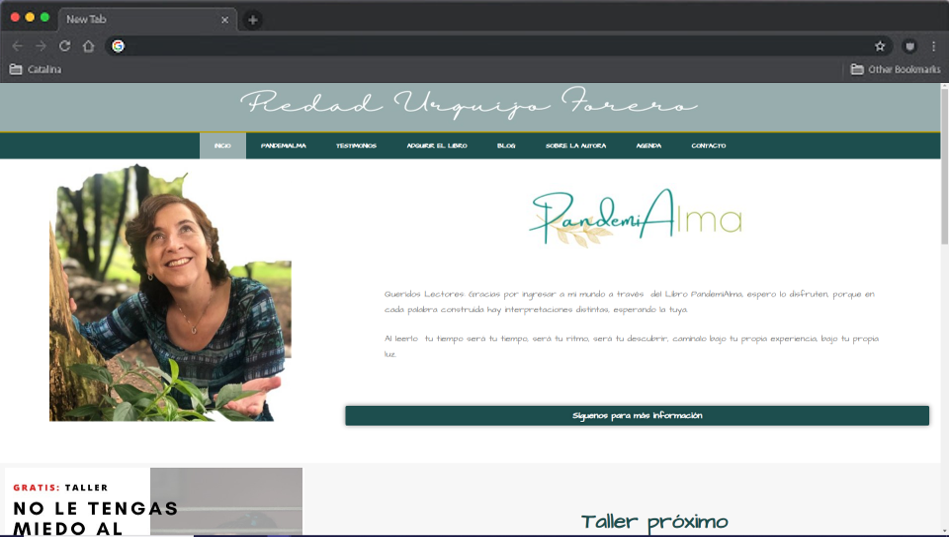 New Tab
Catalina
Other Bookmarks
Piedad Urquijo Forero
INICIO PANDEMIALMA TESTIMONIOS ADQUIRIR EL LIBRO BLOG SOBRE LA AUTORA AGENDA CONTACTO
PandemiAlma
Queridos Lectores: Gracias por ingresar a mi mundo a través del Libro PandemiAlma, espero lo disfruten, porque en
cada palabra construida hay interpretaciones distintas, esperando la tuya.
Al leerlo tu tiempo será tu tiempo, será tu ritmo, será tu descubrir, camínalo bajo tu propia experiencia, bajo tu propia
luz.
Síguenos para más información
GRATIS: TALLER
NO LE TENGAS
MIEDO AL
Taller próximo